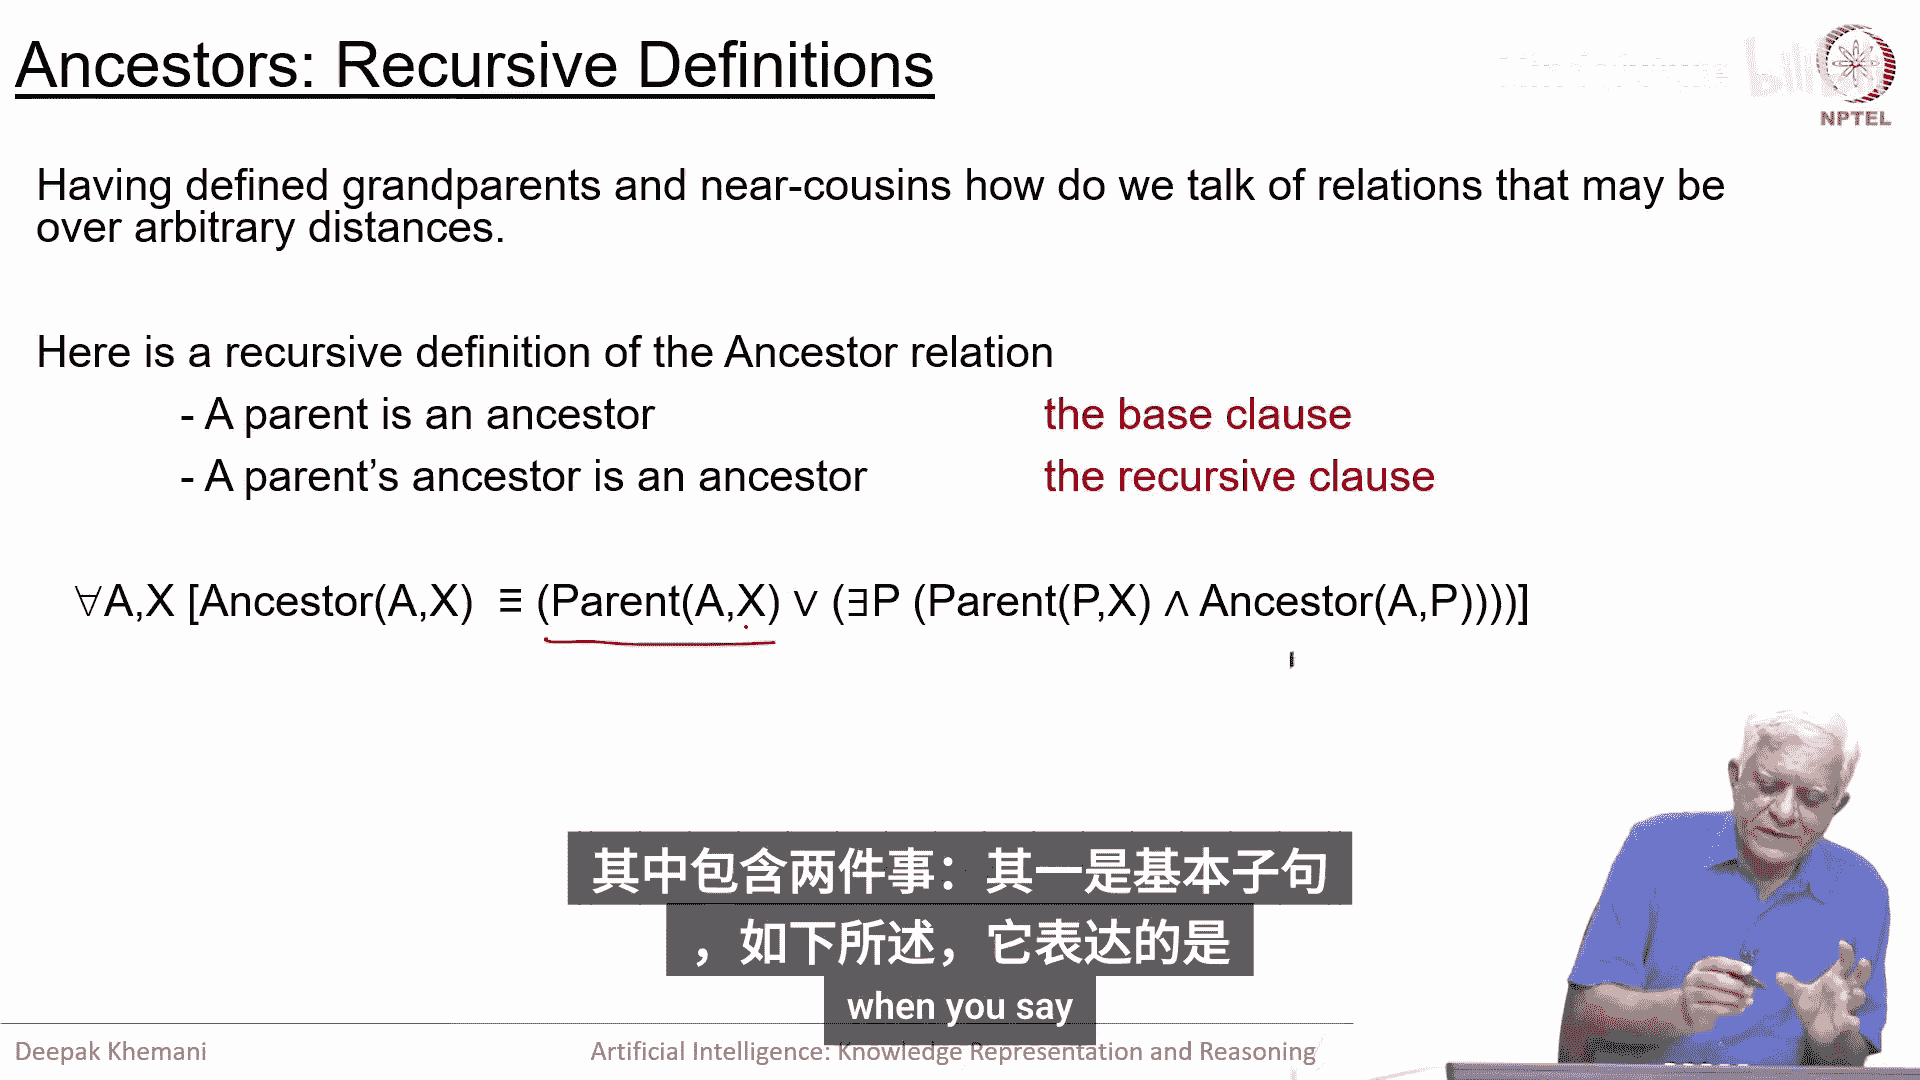 Ancestors: Recursive Definitions
NPTEL
Having defined grandparents and near-cousins how do we talk of relations that may be
over arbitrary distances.
Here is a recursive definition of the Ancestor relation
- A parent is an ancestor the base clause
- A parent’s ancestor is an ancestor the recursive clause
∀A,X [Ancestor(A,X) ≡ (Parent(A,X) ∨ (∃P (Parent(P,X) ∧ Ancestor(A,P))))]
其中包含两件事：其一是基本子句
，如下所述，它表达的是
when you say
Deepak Khemani Artificial Intelligence: Knowledge Representation and Reasoning